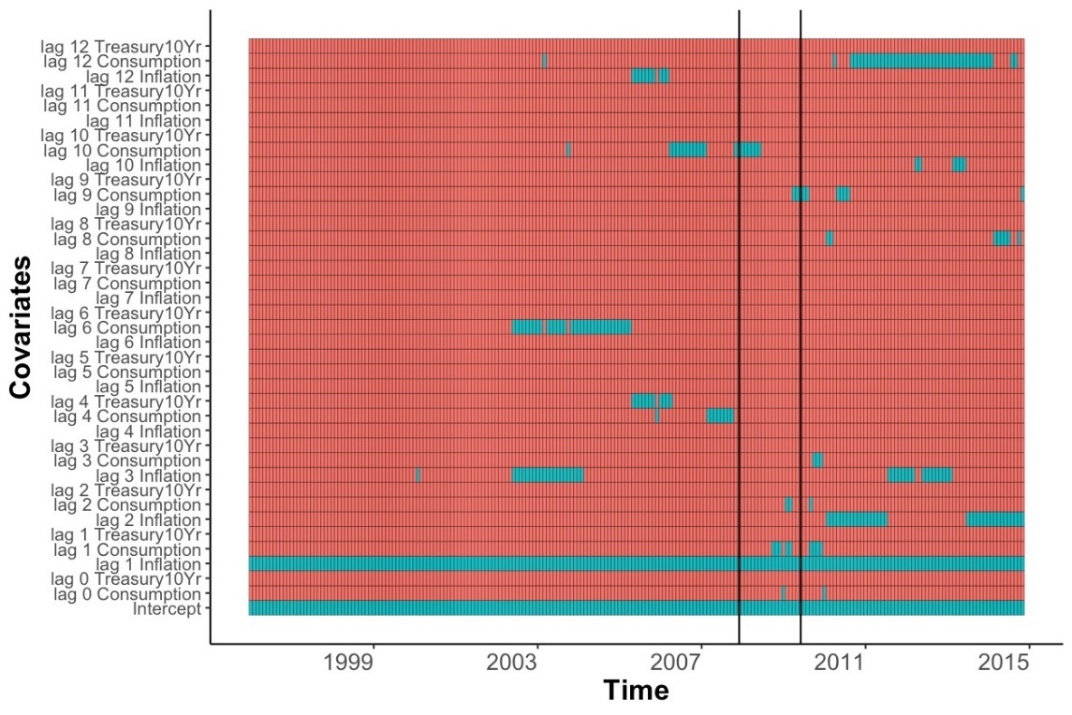 lag 12 Treasury10Yr
lag 12 Consumption
lag 12 Inflation
lag 11 Treasury10Yr
lag 11 Consumption
lag 11 Inflation
lag 10 Treasury10Yr
lag 10 Consumption
lag 10 Inflation
lag 9 Treasury10Yr
lag 9 Consumption
lag 9 Inflation
lag 8 Treasury10Yr
lag 8 Consumption
lag 8 Inflation
lag 7 Treasury10Yr
lag 7 Consumption
lag 7 Inflation
lag 6 Treasury10Yr
lag 6 Consumption
lag 6 Inflation
lag 5 Treasury10Yr
lag 5 Consumption
lag 5 Inflation
lag 4 Treasury10Yr
lag 4 Consumption
lag 4 Inflation
lag 3 Treasury10Yr
lag 3 Consumption
lag 3 Inflation
lag 2 Treasury10Yr
lag 2 Consumption
lag 2 Inflation
lag 1 Treasury10Yr
lag 1 Consumption
lag 1 Inflation
lag 0 Treasury10Yr
lag 0 Consumption
Intercept
Covariates
1999 2003 2007 2011 2015
Time